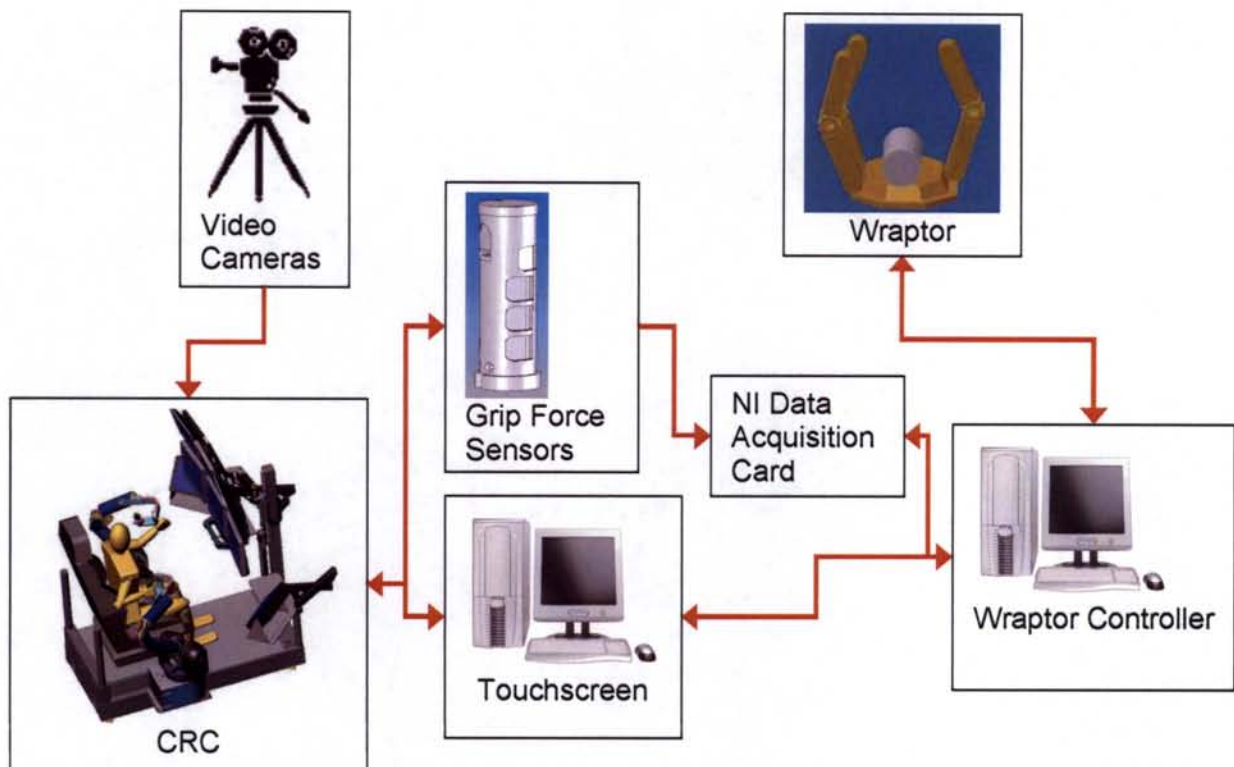 Video
Cameras
Wraptor
Grip Force
Sensors
NI Data
Acquisition
Card
Wraptor Controller
Touchscreen
CRC